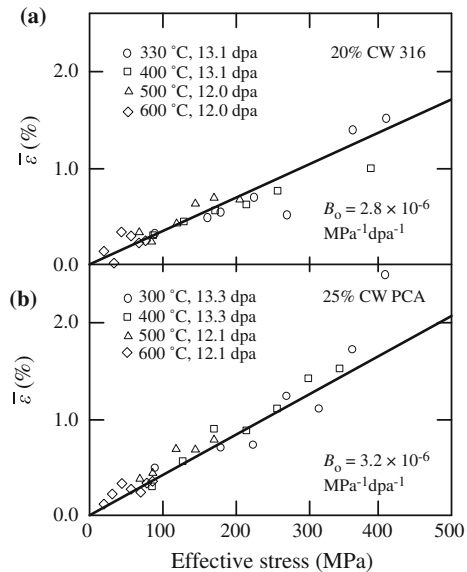 (a)
330 °C, 13.1 dpa
400 °C, 13.1 dpa
500 °C, 12.0 dpa
600 °C, 12.0 dpa
20% CW 316
2.0
1.0
0.0
ε̅ (%)
B₀ = 2.8 × 10⁻⁶
MPa⁻¹dpa⁻¹
(b)
300 °C, 13.3 dpa
400 °C, 13.3 dpa
500 °C, 12.1 dpa
600 °C, 12.1 dpa
25% CW PCA
2.0
1.0
0.0
ε̅ (%)
B₀ = 3.2 × 10⁻⁶
MPa⁻¹dpa⁻¹
0 100 200 300 400 500
Effective stress (MPa)